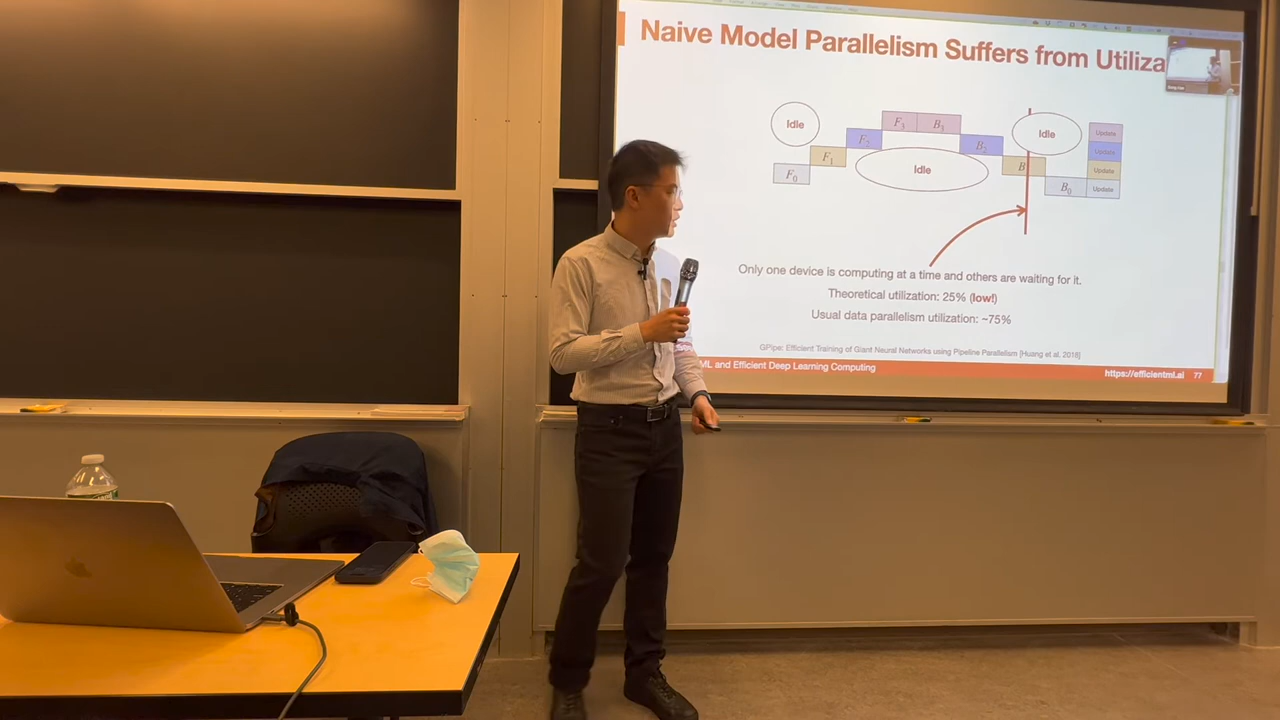 Naive Model Parallelism Suffers from Utiliza
Idle
F3
B3
Idle
Update
F2
B2
Update
F1
Idle
B
Update
F0
B0
Update
Only one device is computing at a time and others are waiting for it.
Theoretical utilization: 25% (low!)
Usual data parallelism utilization: ~75%
GPipe: Efficient Training of Giant Neural Networks using Pipeline Parallelism [Huang et al. 2018]
ML and Efficient Deep Learning Computing
https://efficientml.ai
77